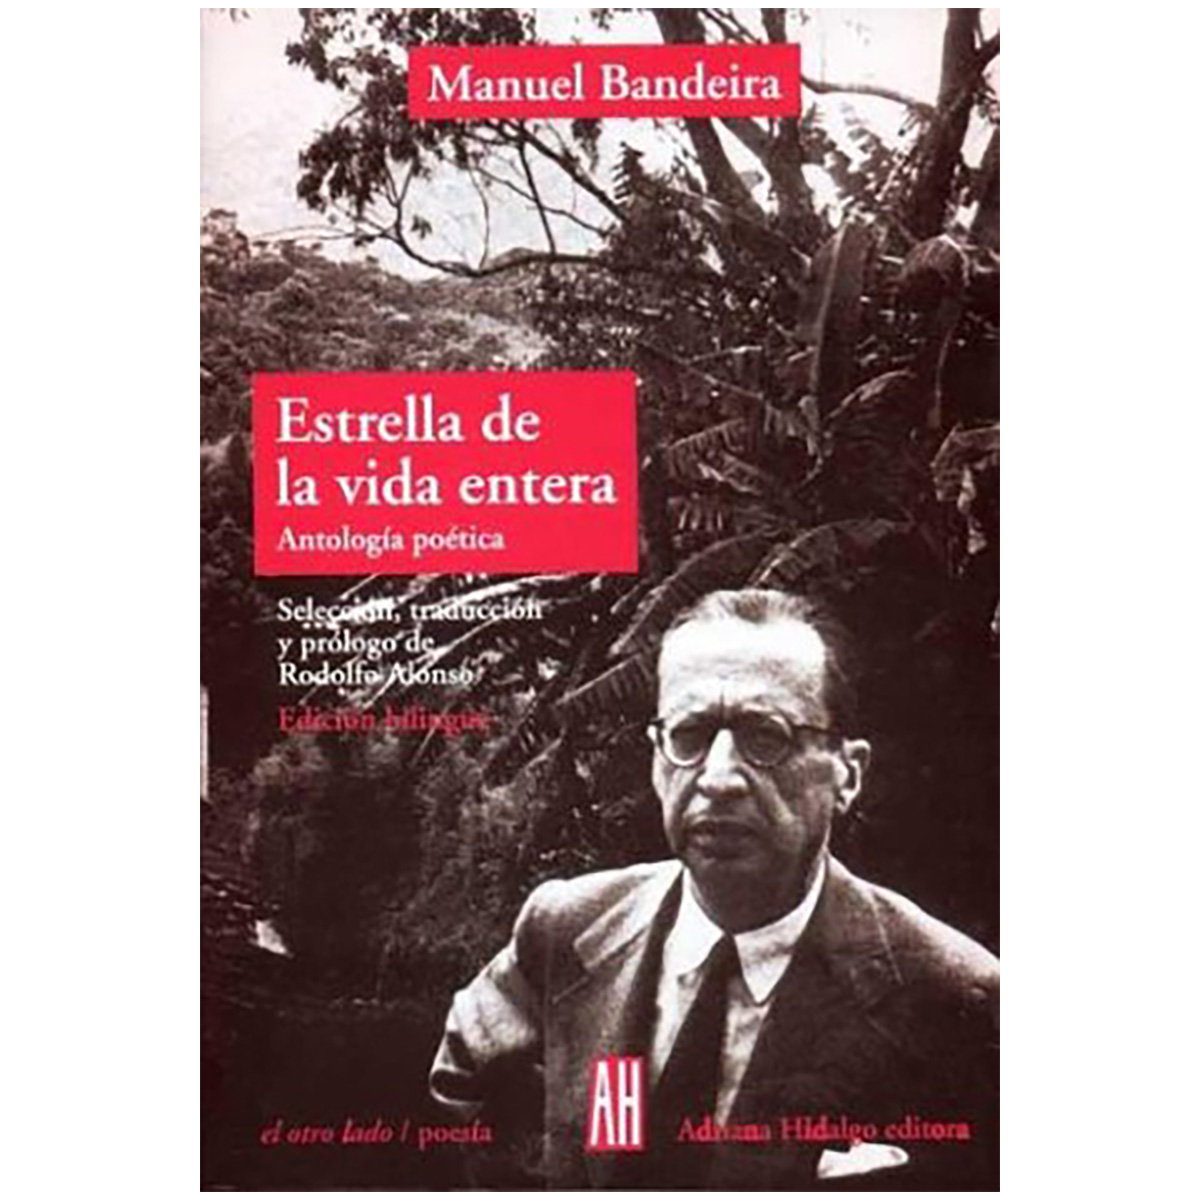 Manuel Bandeira
Estrella de
la vida entera
Antología poética
Selección, traducción
y prólogo de
Rodolfo Alonso
Edición bilingüe
AH
el otro lado / poesía
Adriana Hidalgo editora